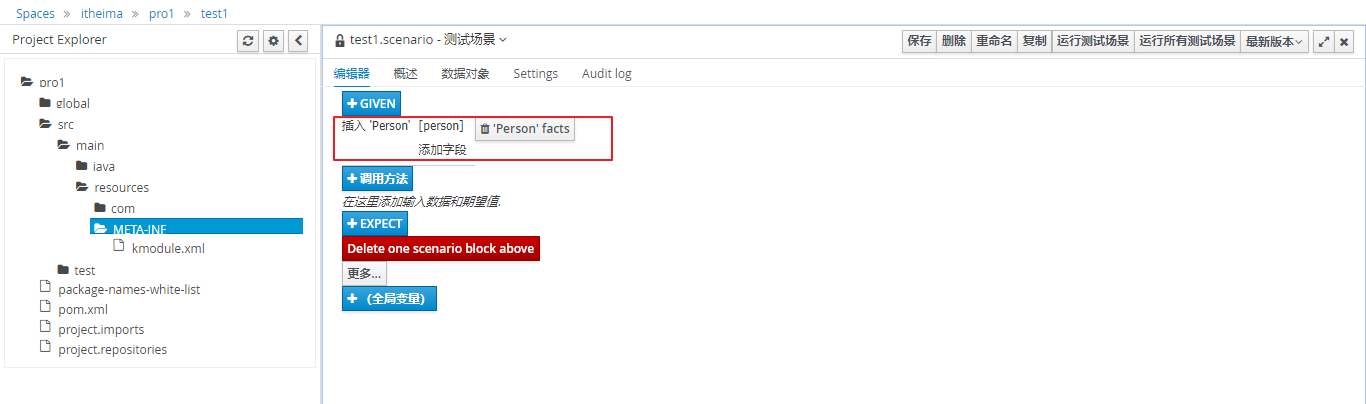 Spaces » itheima » pro1 » test1
Project Explorer
pro1
global
src
main
java
resources
com
META-INF
kmodule.xml
test
package-names-white-list
pom.xml
project.imports
project.repositories
test1.scenario - 测试场景
保存 删除 重命名 复制 运行测试场景 运行所有测试场景 最新版本
编辑器 概述 数据对象 Settings Audit log
+ GIVEN
插入 'Person' [person] 'Person' facts
添加字段
+ 调用方法
在这里添加输入数据和期望值.
+ EXPECT
Delete one scenario block above
更多...
+ (全局变量)